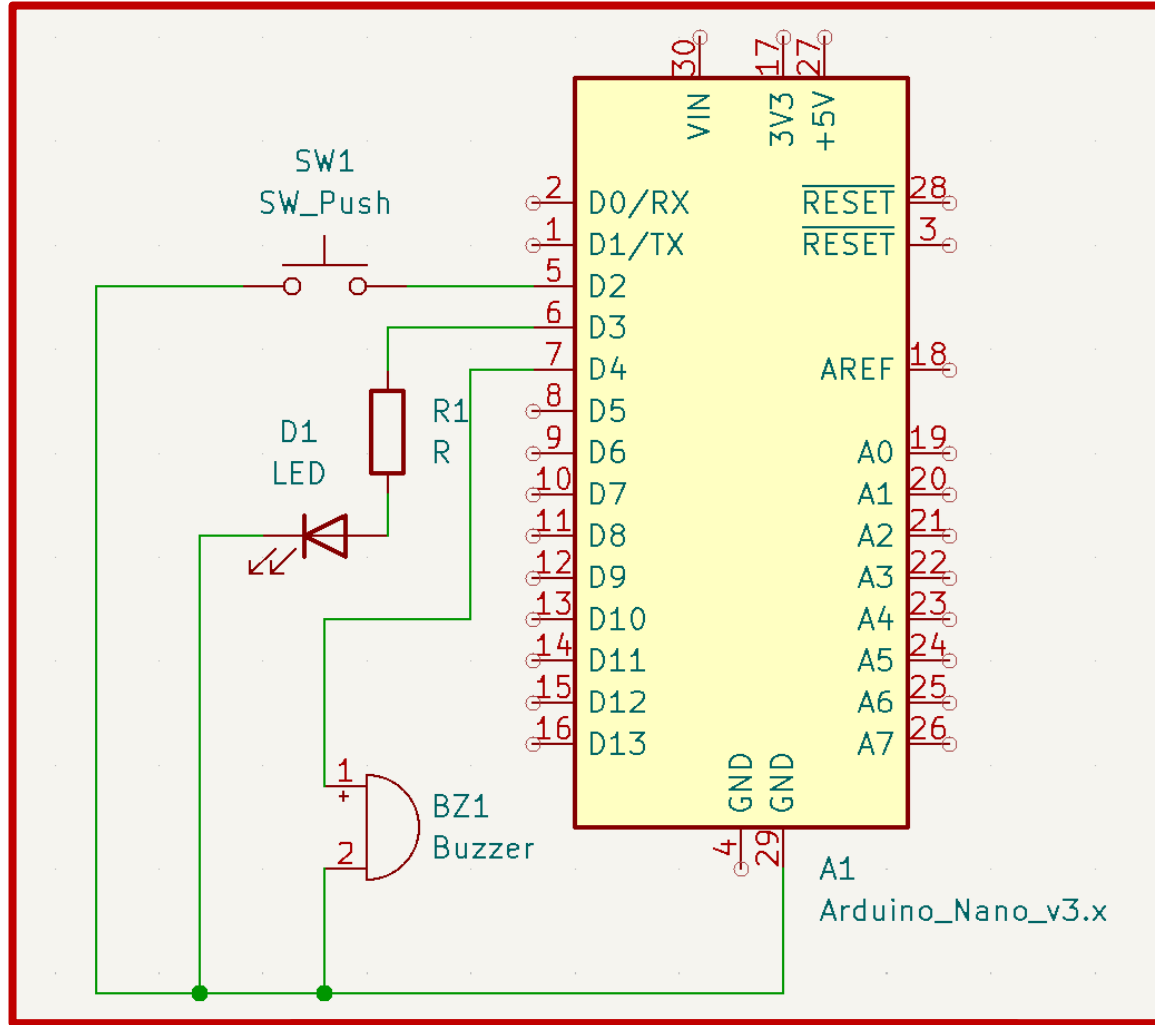 30
VIN
17
3V3
27
+5V
SW1
SW_Push
2 D0/RX
1 D1/TX
5 D2
6 D3
7 D4
8 D5
9 D6
10 D7
11 D8
12 D9
13 D10
14 D11
15 D12
16 D13
RESET 28
RESET 3
AREF 18
A0 19
A1 20
A2 21
A3 22
A4 23
A5 24
A6 25
A7 26
R1
R
D1
LED
1
+
2
BZ1
Buzzer
GND
4
GND
29
A1
Arduino_Nano_v3.x